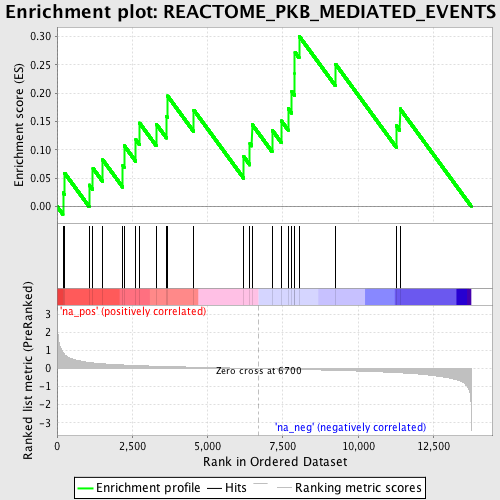 Enrichment plot: REACTOME_PKB_MEDIATED_EVENTS
Enrichment score (ES)
0.30
0.25
0.20
0.15
0.10
0.05
0.00
'na_pos' (positively correlated)
Ranked list metric (PreRanked)
3
2
1
0
-1
-2
-3
Zero cross at 6700
'na_neg' (negatively correlated)
0
2,500
5,000
7,500
10,000
12,500
Rank in Ordered Dataset
Enrichment profile
Hits
Ranking metric scores